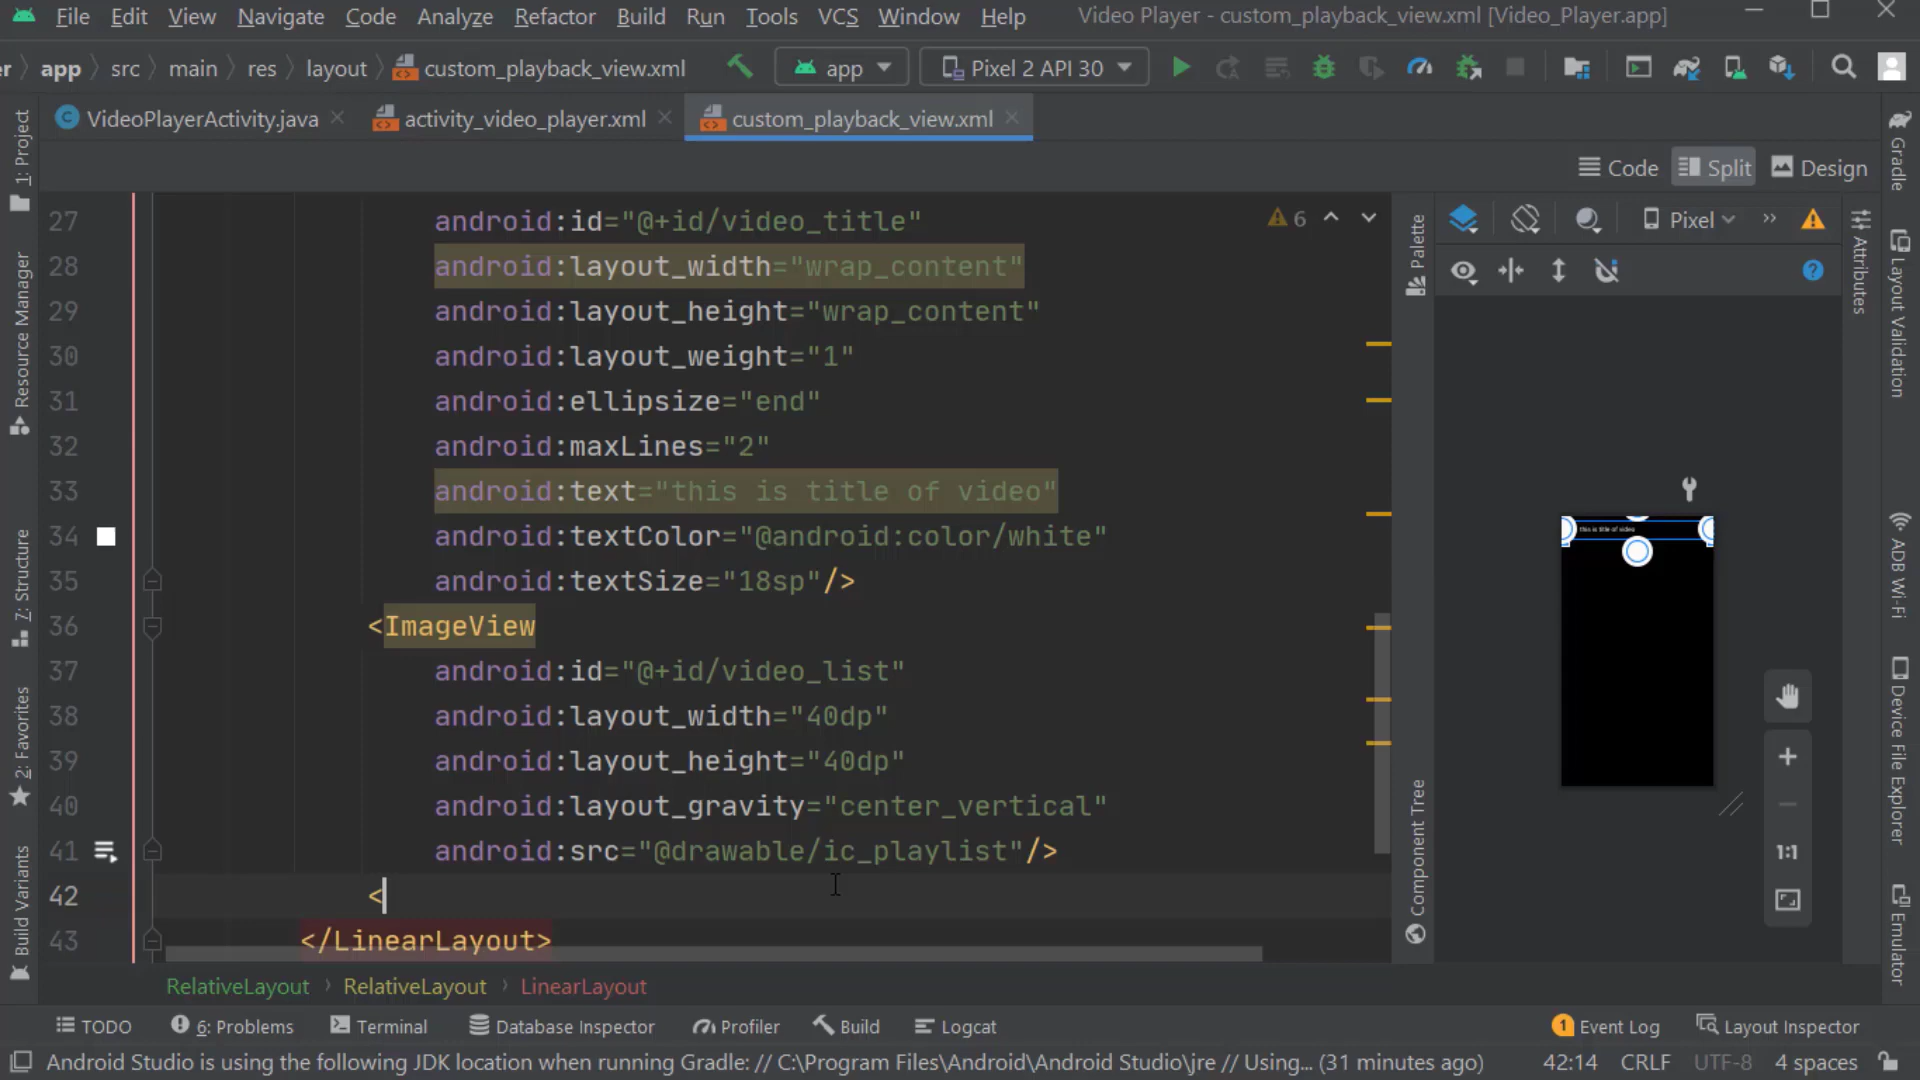 File Edit View Navigate Code Analyze Refactor Build Run Tools VCS Window Help Video Player - custom_playback_view.xml [Video_Player.app]
er app src main res layout custom_playback_view.xml app Pixel 2 API 30
VideoPlayerActivity.java activity_video_player.xml custom_playback_view.xml
Code Split Design
27 android:id="@+id/video_title"
28 android:layout_width="wrap_content"
29 android:layout_height="wrap_content"
30 android:layout_weight="1"
31 android:ellipsize="end"
32 android:maxLines="2"
33 android:text="this is title of video"
34 android:textColor="@android:color/white"
35 android:textSize="18sp"/>
36 <ImageView
37 android:id="@+id/video_list"
38 android:layout_width="40dp"
39 android:layout_height="40dp"
40 android:layout_gravity="center_vertical"
41 android:src="@drawable/ic_playlist"/>
42 <
43 </LinearLayout>
6
Pixel
this is title of video
1:1
1: Project
Resource Manager
7: Structure
2: Favorites
Build Variants
Palette
Component Tree
Attributes
Gradle
Layout Validation
ADB Wi-Fi
Device File Explorer
Emulator
RelativeLayout RelativeLayout LinearLayout
TODO 6: Problems Terminal Database Inspector Profiler Build Logcat 1 Event Log Layout Inspector
Android Studio is using the following JDK location when running Gradle: // C:\Program Files\Android\Android Studio\jre // Using... (31 minutes ago) 42:14 CRLF UTF-8 4 spaces